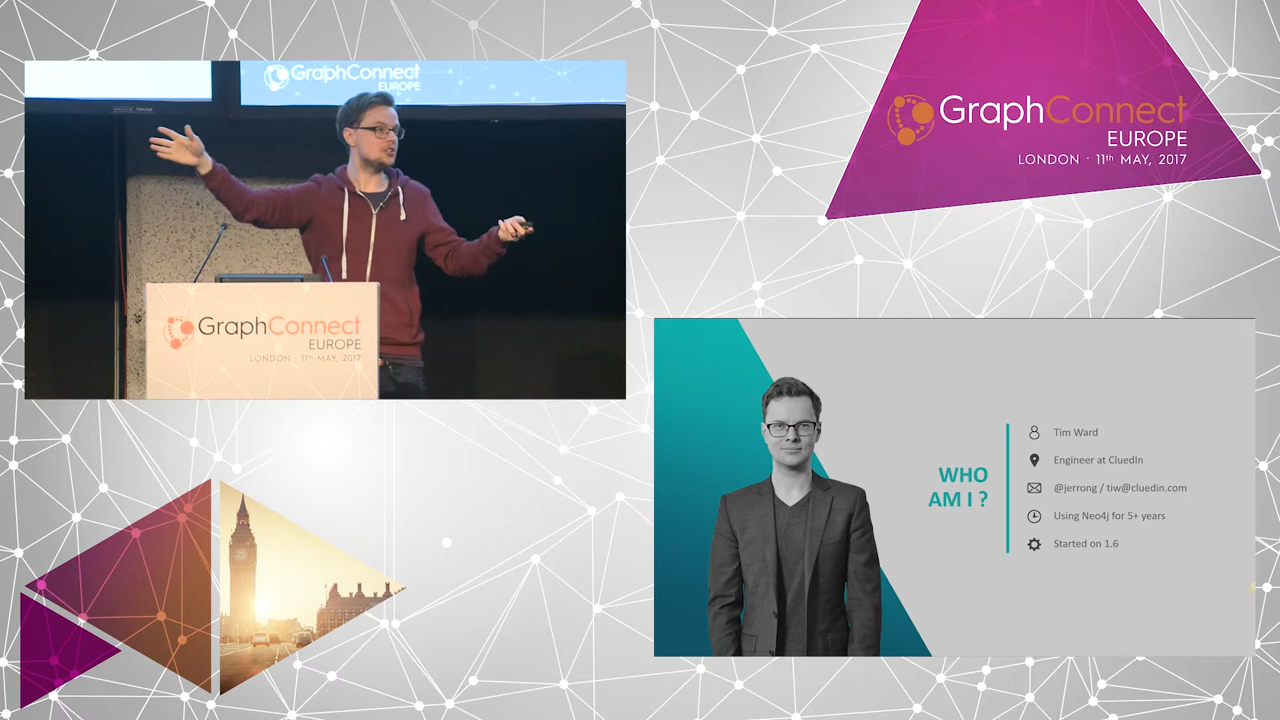 GraphConnect
EUROPE
GraphConnect
EUROPE
LONDON · 11th MAY, 2017
GraphConnect
EUROPE
LONDON · 11th MAY, 2017
WHO
AM I ?
Tim Ward
Engineer at CluedIn
@jerrong / tiw@cluedin.com
Using Neo4j for 5+ years
Started on 1.6